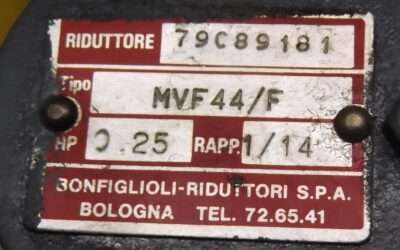 RIDUTTORE 79C89181
Tipo MVF44/F
HP 0.25 RAPP. 1/14
BONFIGLIOLI-RIDUTTORI S.P.A.
BOLOGNA TEL. 72.65.41